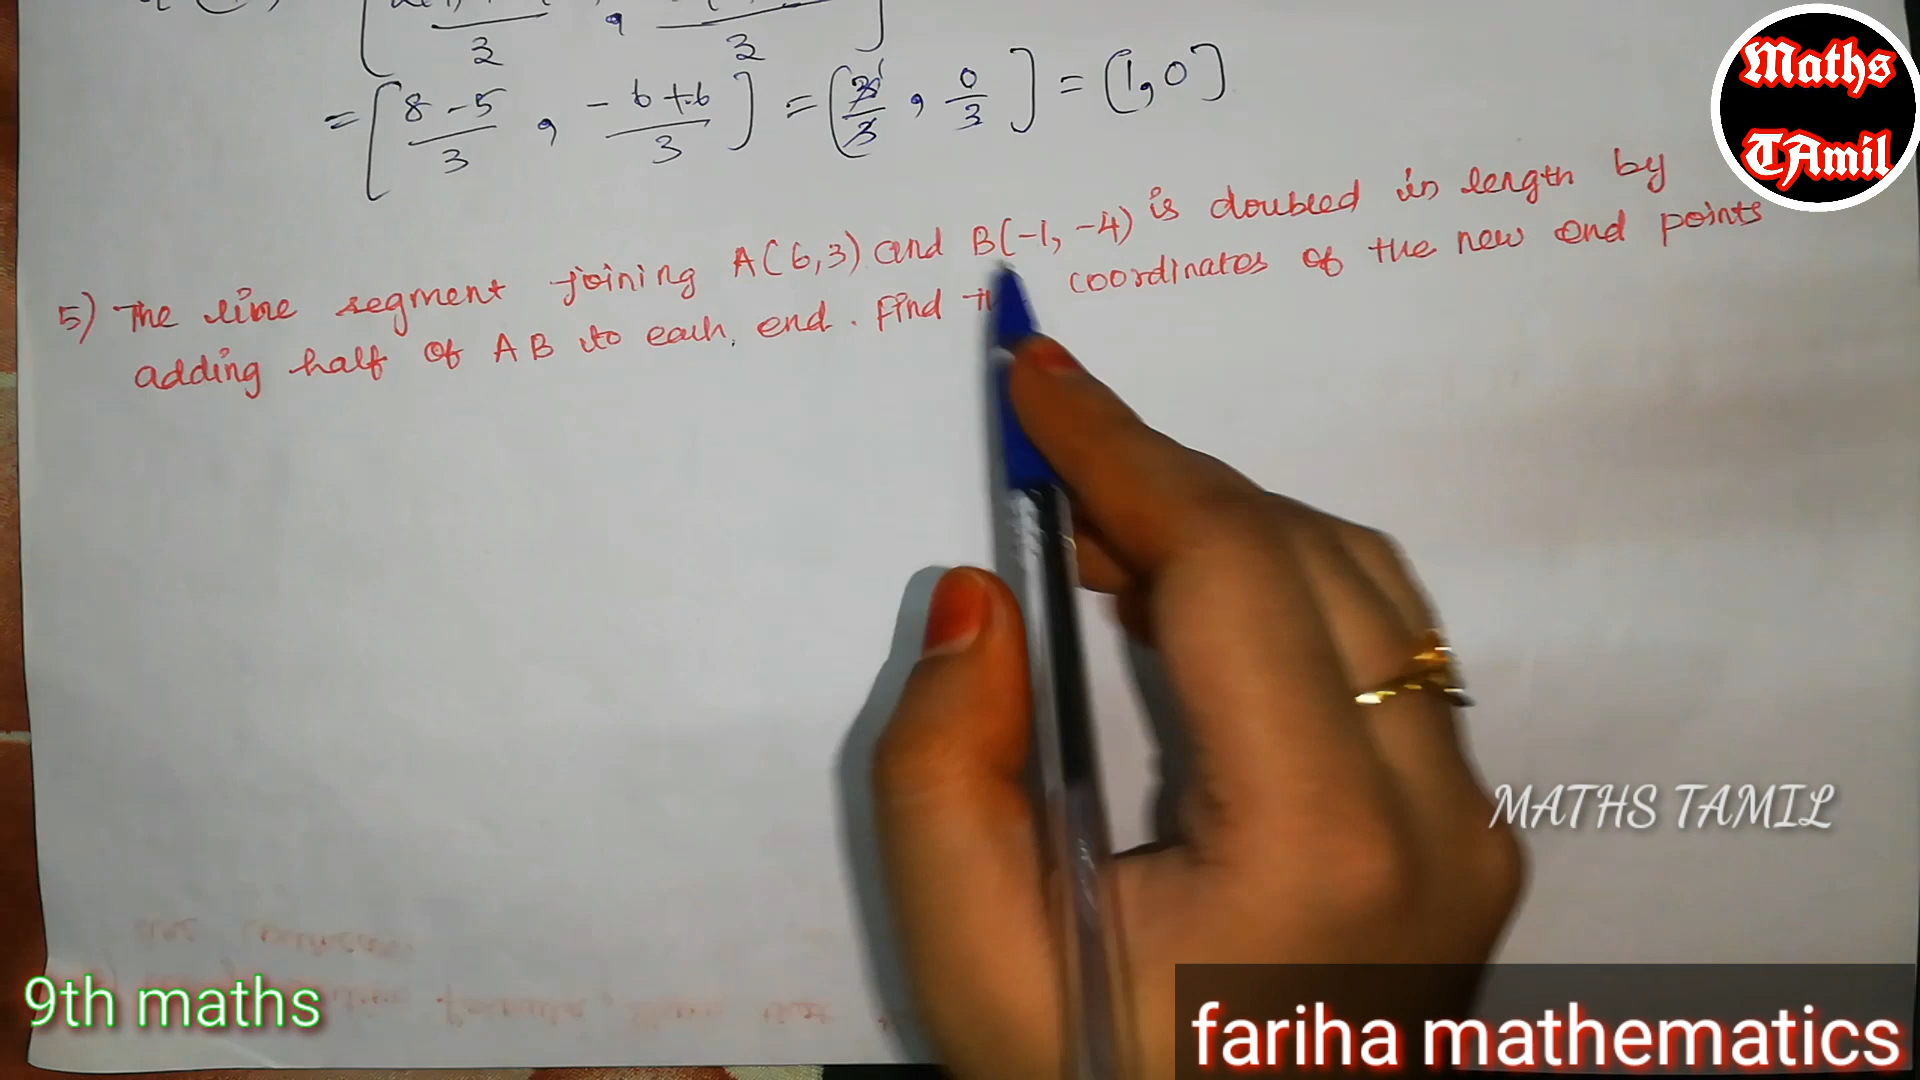 3 , 3
= [ 8 - 5 / 3 , - 6 + 6 / 3 ] = ( 3 / 3 , 0 / 3 ] = (1, 0)
5) The line segment joining A(6,3) and B(-1, -4) is doubled in length by
adding half of AB to each end. Find coordinates of the new end points
Maths
TAmil
MATHS TAMIL
9th maths
fariha mathematics